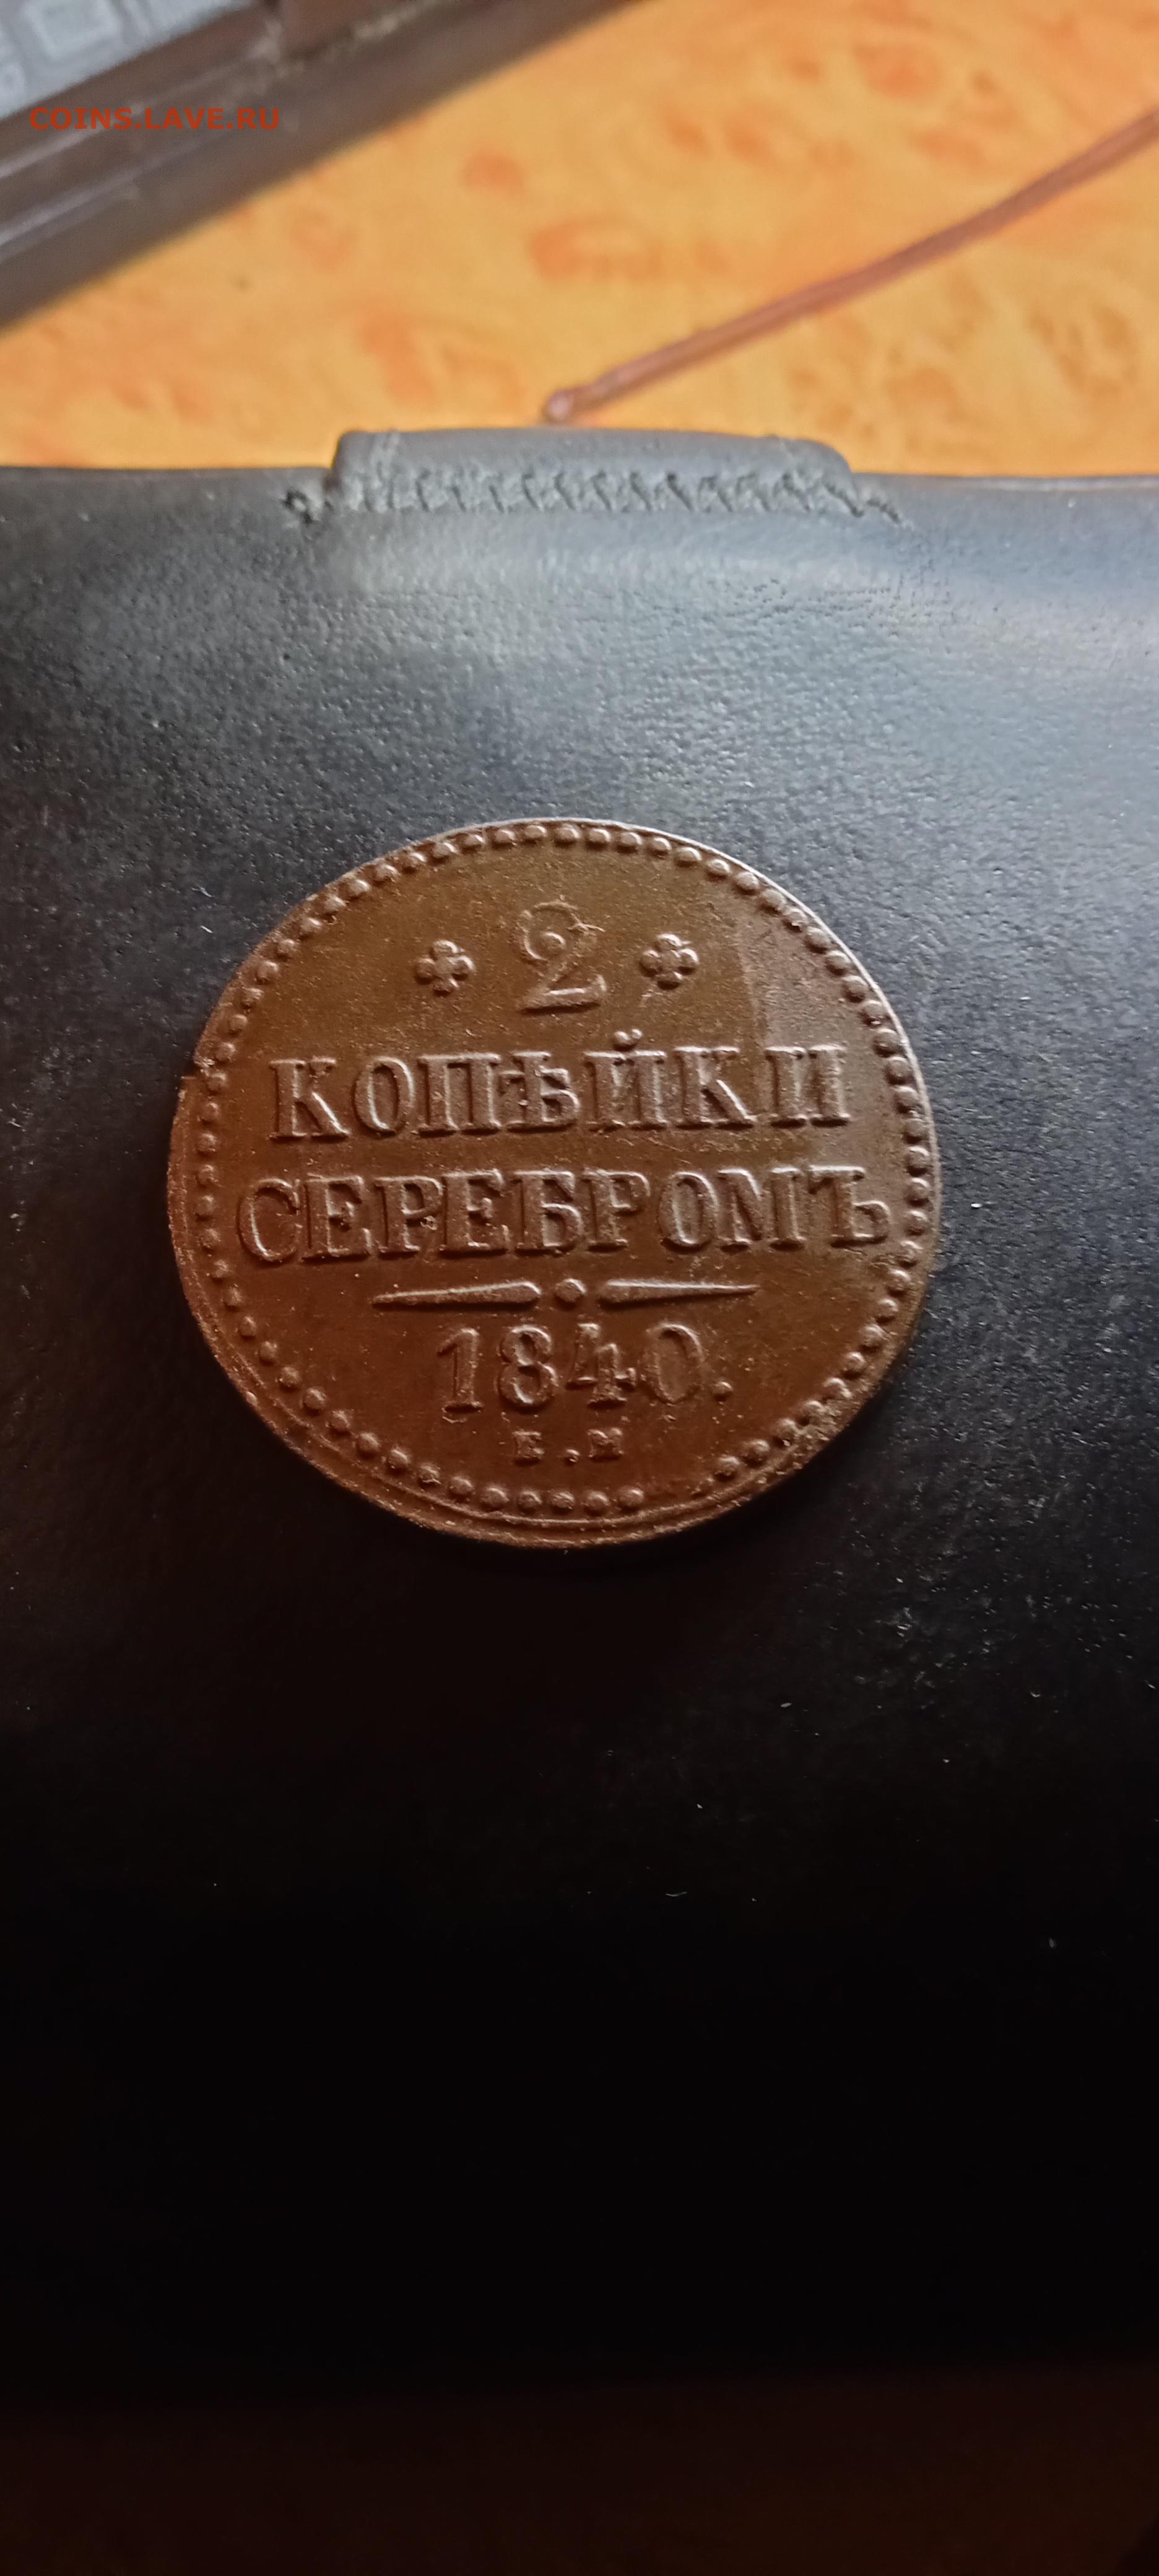 COINS.LAVE.RU
2
КОПѢЙКИ
СЕРЕБРОМЪ
1840.
Е.М